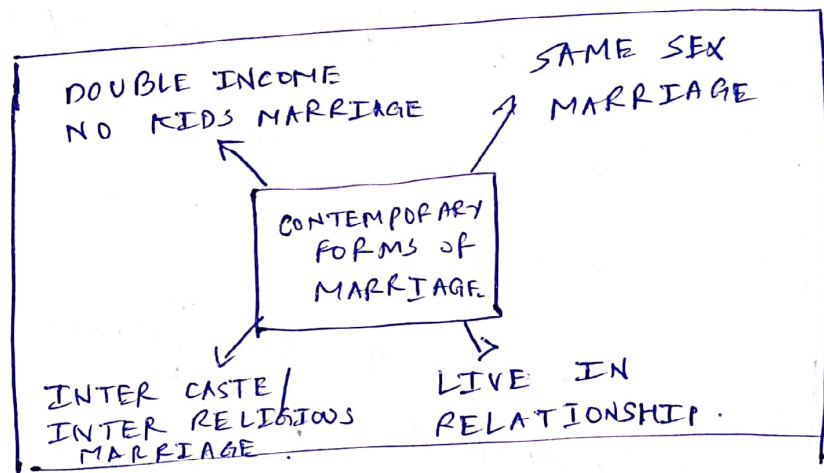 DOUBLE INCOME
NO KIDS MARRIAGE
SAME SEX
MARRIAGE
CONTEMPORARY
FORMS OF
MARRIAGE.
INTER CASTE/
INTER RELIGIOUS
MARRIAGE.
LIVE IN
RELATIONSHIP.